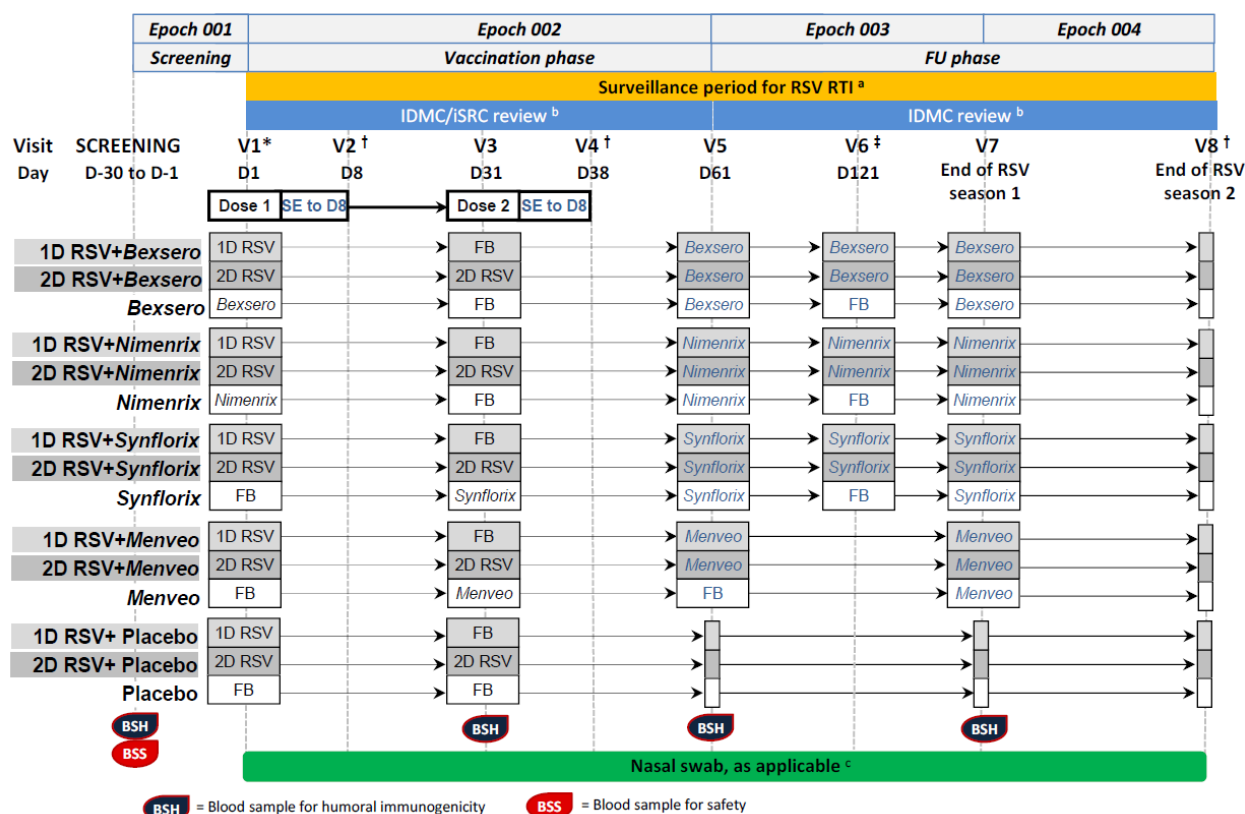 Epoch 001 Epoch 002 Epoch 003 Epoch 004
Screening Vaccination phase FU phase
Surveillance period for RSV RTI ᵃ
IDMC/iSRC review ᵇ IDMC review ᵇ
Visit SCREENING V1* V2 † V3 V4 † V5 V6 ‡ V7 V8 †
Day D-30 to D-1 D1 D8 D31 D38 D61 D121 End of RSV season 1 End of RSV season 2
Dose 1 SE to D8 Dose 2 SE to D8
1D RSV+Bexsero 1D RSV FB Bexsero Bexsero Bexsero
2D RSV+Bexsero 2D RSV 2D RSV Bexsero Bexsero Bexsero
Bexsero Bexsero FB Bexsero FB Bexsero
1D RSV+Nimenrix 1D RSV FB Nimenrix Nimenrix Nimenrix
2D RSV+Nimenrix 2D RSV 2D RSV Nimenrix Nimenrix Nimenrix
Nimenrix Nimenrix FB Nimenrix FB Nimenrix
1D RSV+Synflorix 1D RSV FB Synflorix Synflorix Synflorix
2D RSV+Synflorix 2D RSV 2D RSV Synflorix Synflorix Synflorix
Synflorix FB Synflorix Synflorix FB Synflorix
1D RSV+Menveo 1D RSV FB Menveo Menveo
2D RSV+Menveo 2D RSV 2D RSV Menveo Menveo
Menveo FB Menveo FB Menveo
1D RSV+ Placebo 1D RSV FB
2D RSV+ Placebo 2D RSV 2D RSV
Placebo FB FB
BSH BSH BSH BSH
BSS
Nasal swab, as applicable ᶜ
BSH = Blood sample for humoral immunogenicity BSS = Blood sample for safety